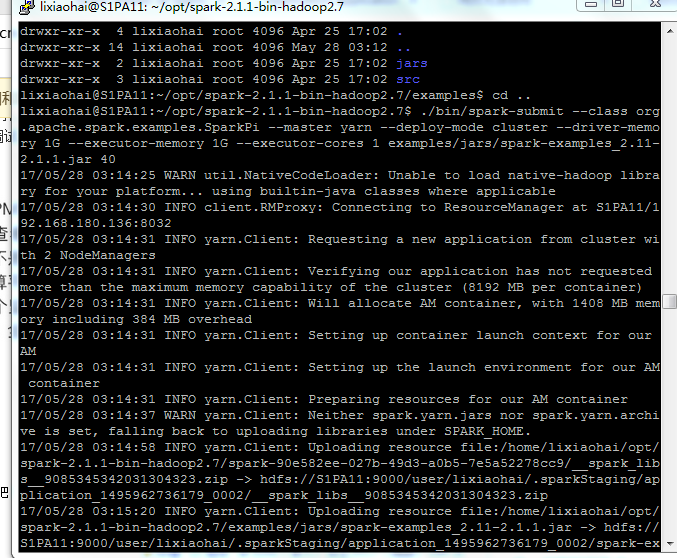 lixiaohai@S1PA11: ~/opt/spark-2.1.1-bin-hadoop2.7
drwxr-xr-x  4 lixiaohai root 4096 Apr 25 17:02 .
drwxr-xr-x 14 lixiaohai root 4096 May 28 03:12 ..
drwxr-xr-x  2 lixiaohai root 4096 Apr 25 17:02 jars
drwxr-xr-x  3 lixiaohai root 4096 Apr 25 17:02 src
lixiaohai@S1PA11:~/opt/spark-2.1.1-bin-hadoop2.7/examples$ cd ..
lixiaohai@S1PA11:~/opt/spark-2.1.1-bin-hadoop2.7$ ./bin/spark-submit --class org
.apache.spark.examples.SparkPi --master yarn --deploy-mode cluster --driver-memo
ry 1G --executor-memory 1G --executor-cores 1 examples/jars/spark-examples_2.11-
2.1.1.jar 40
17/05/28 03:14:25 WARN util.NativeCodeLoader: Unable to load native-hadoop libra
ry for your platform... using builtin-java classes where applicable
17/05/28 03:14:30 INFO client.RMProxy: Connecting to ResourceManager at S1PA11/1
92.168.180.136:8032
17/05/28 03:14:31 INFO yarn.Client: Requesting a new application from cluster wi
th 2 NodeManagers
17/05/28 03:14:31 INFO yarn.Client: Verifying our application has not requested
more than the maximum memory capability of the cluster (8192 MB per container)
17/05/28 03:14:31 INFO yarn.Client: Will allocate AM container, with 1408 MB mem
ory including 384 MB overhead
17/05/28 03:14:31 INFO yarn.Client: Setting up container launch context for our
AM
17/05/28 03:14:31 INFO yarn.Client: Setting up the launch environment for our AM
 container
17/05/28 03:14:31 INFO yarn.Client: Preparing resources for our AM container
17/05/28 03:14:37 WARN yarn.Client: Neither spark.yarn.jars nor spark.yarn.archi
ve is set, falling back to uploading libraries under SPARK_HOME.
17/05/28 03:14:58 INFO yarn.Client: Uploading resource file:/home/lixiaohai/opt/
spark-2.1.1-bin-hadoop2.7/spark-90e582ee-027b-49d3-a0b5-7e5a52278cc9/__spark_lib
s__9085345342031304323.zip -> hdfs://S1PA11:9000/user/lixiaohai/.sparkStaging/ap
plication_1495962736179_0002/__spark_libs__9085345342031304323.zip
17/05/28 03:15:20 INFO yarn.Client: Uploading resource file:/home/lixiaohai/opt/
spark-2.1.1-bin-hadoop2.7/examples/jars/spark-examples_2.11-2.1.1.jar -> hdfs://
S1PA11:9000/user/lixiaohai/.sparkStaging/application_1495962736179_0002/spark-ex
吧